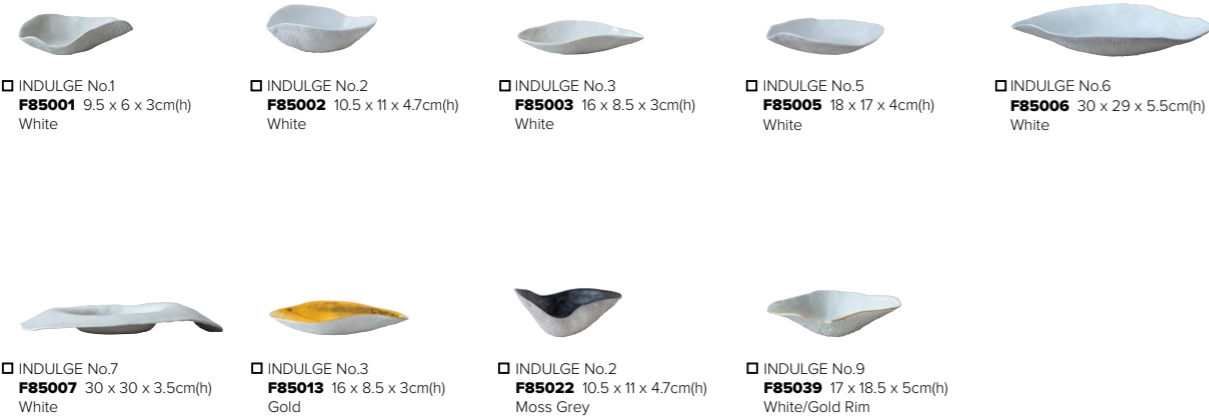 INDULGE No.1
F85001 9.5 x 6 x 3cm(h)
White
INDULGE No.2
F85002 10.5 x 11 x 4.7cm(h)
White
INDULGE No.3
F85003 16 x 8.5 x 3cm(h)
White
INDULGE No.5
F85005 18 x 17 x 4cm(h)
White
INDULGE No.6
F85006 30 x 29 x 5.5cm(h)
White
INDULGE No.7
F85007 30 x 30 x 3.5cm(h)
White
INDULGE No.3
F85013 16 x 8.5 x 3cm(h)
Gold
INDULGE No.2
F85022 10.5 x 11 x 4.7cm(h)
Moss Grey
INDULGE No.9
F85039 17 x 18.5 x 5cm(h)
White/Gold Rim